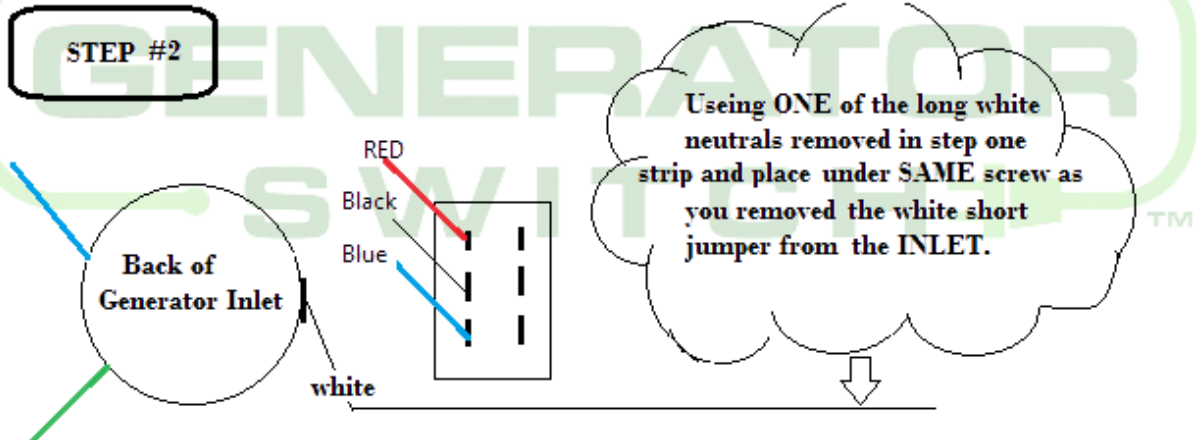 GENERATOR
SWITCH
TM
STEP #2
Useing ONE of the long white
neutrals removed in step one
strip and place under SAME screw as
you removed the white short
jumper from the INLET.
RED
Black
Blue
Back of
Generator Inlet
white